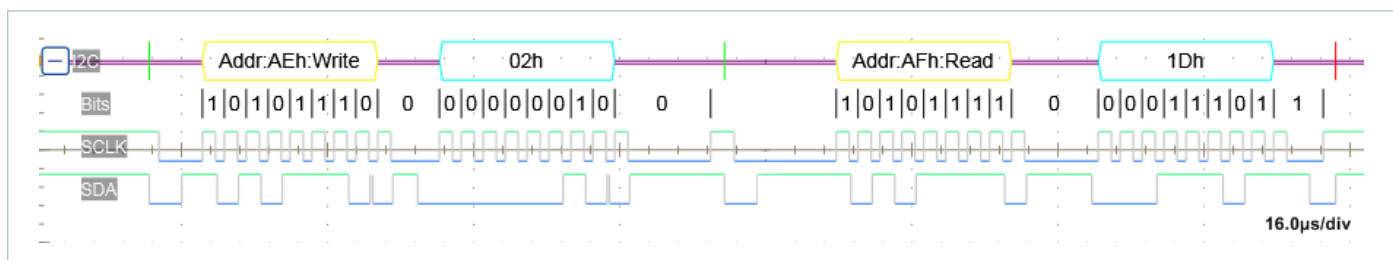 I2C Addr:AEh:Write 02h Addr:AFh:Read 1Dh
Bits 1 0 1 0 1 1 1 0 0 0 0 0 0 0 0 1 0 0 1 0 1 0 1 1 1 1 0 0 0 0 1 1 1 0 1 1
SCLK
SDA
16.0µs/div